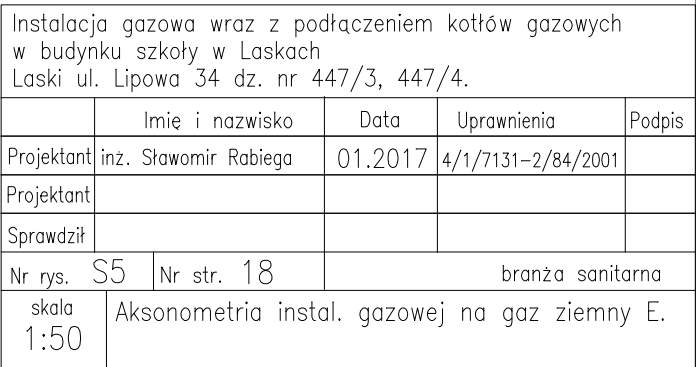 Instalacja gazowa wraz z podłączeniem kotłów gazowych
w budynku szkoły w Laskach
Laski ul. Lipowa 34 dz. nr 447/3, 447/4.
Imię i nazwisko Data Uprawnienia Podpis
Projektant inż. Sławomir Rabiega 01.2017 4/1/7131-2/84/2001
Projektant
Sprawdził
Nr rys. S5 Nr str. 18 branża sanitarna
skala
1:50
Aksonometria instal. gazowej na gaz ziemny E.